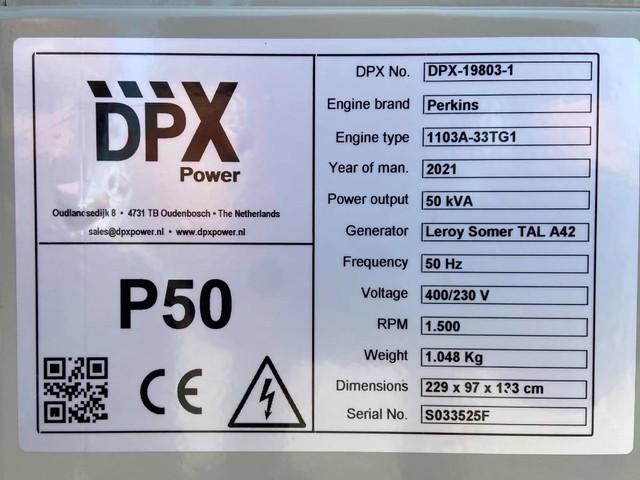 DPX
Power
Oudlandsedijk 8 • 4731 TB Oudenbosch • The Netherlands
sales@dpxpower.nl • www.dpxpower.nl
P50
CE
DPX No. DPX-19803-1
Engine brand Perkins
Engine type 1103A-33TG1
Year of man. 2021
Power output 50 kVA
Generator Leroy Somer TAL A42
Frequency 50 Hz
Voltage 400/230 V
RPM 1.500
Weight 1.048 Kg
Dimensions 229 x 97 x 133 cm
Serial No. S033525F